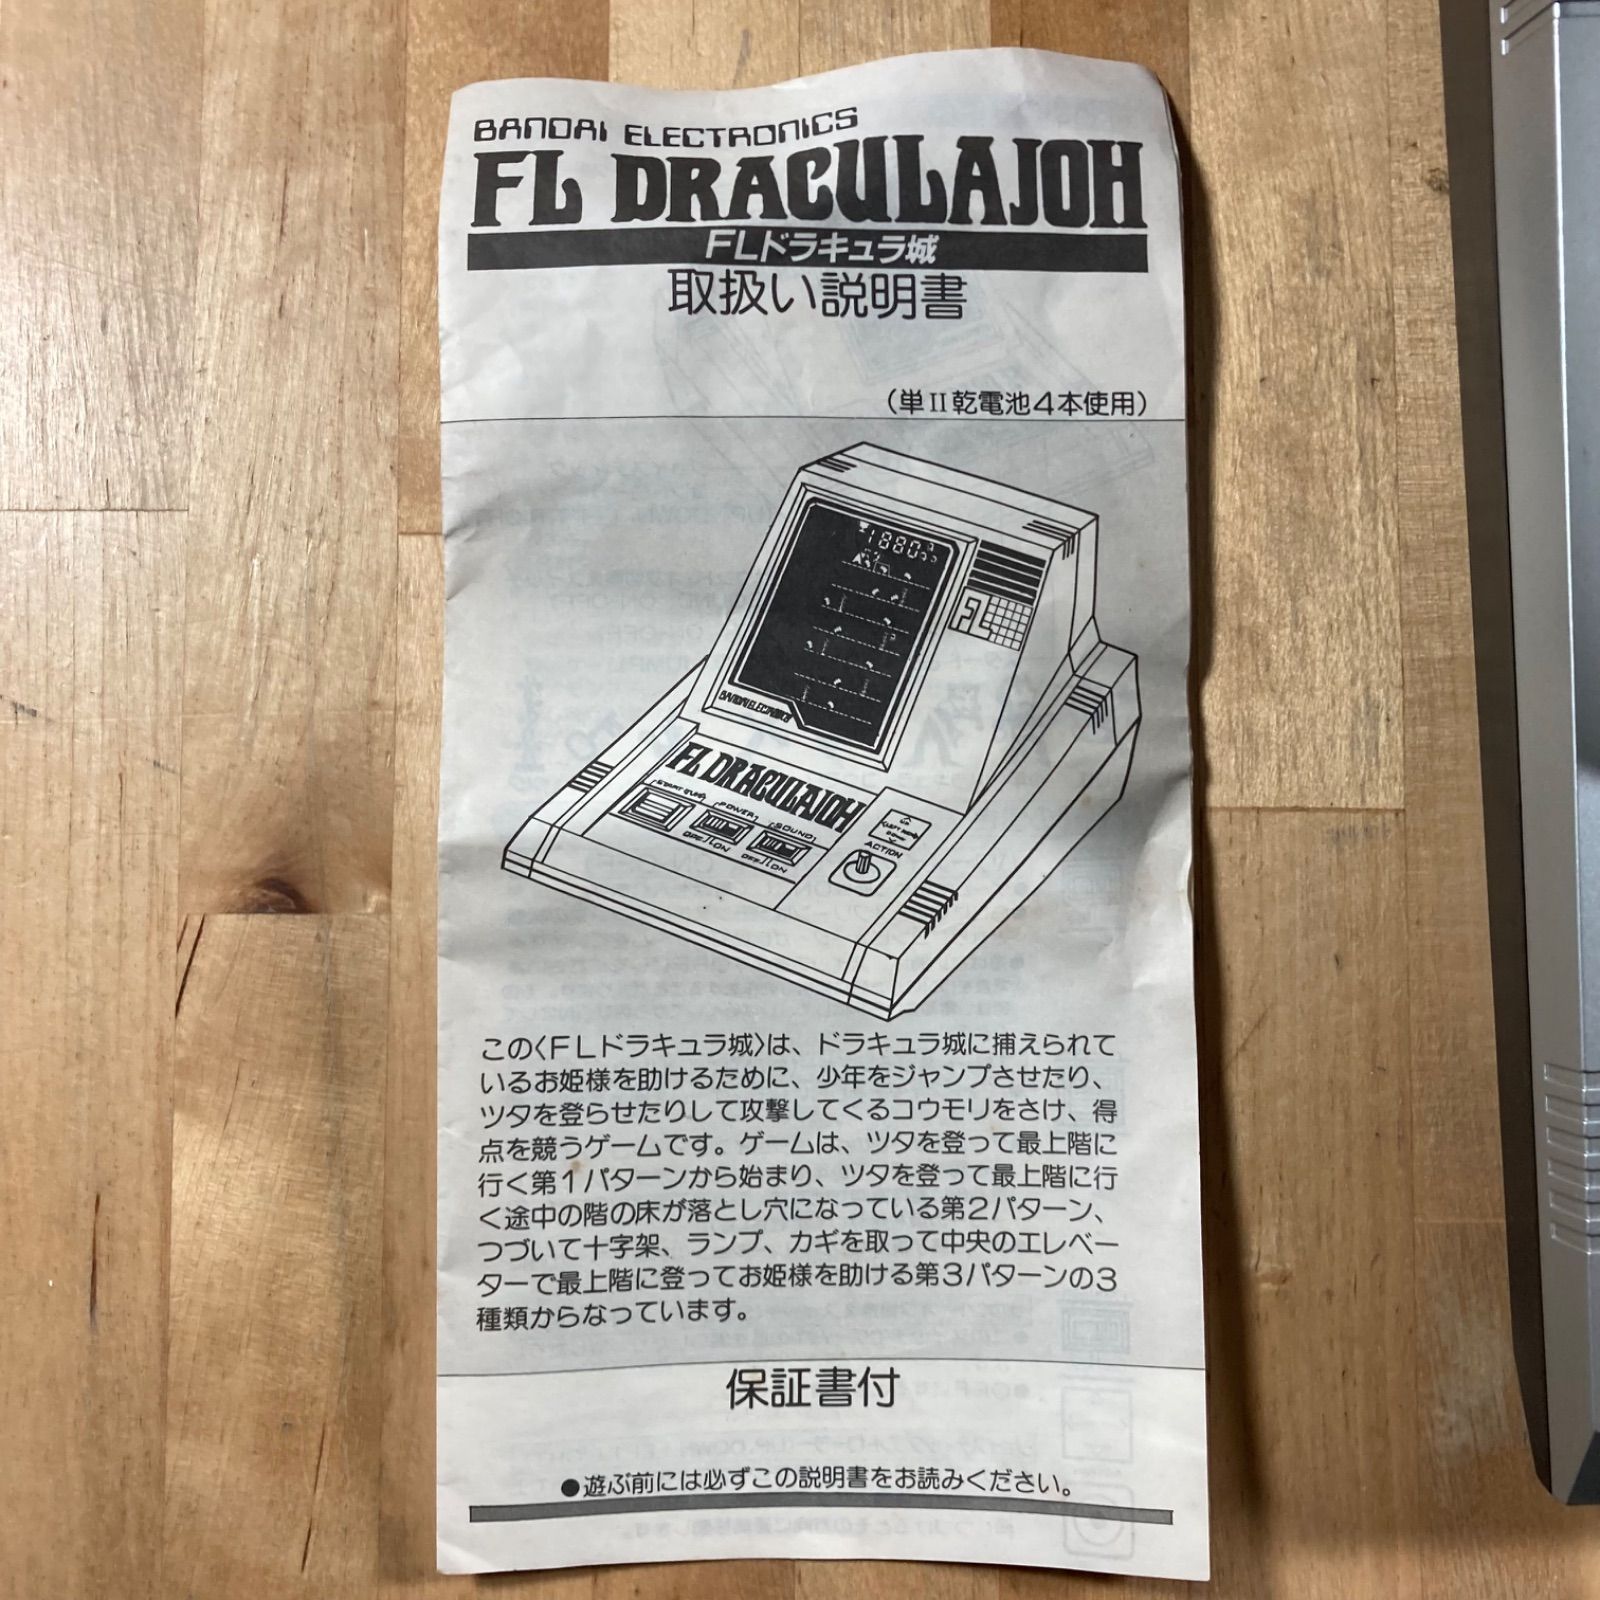 BANDAI ELECTRONICS
FL DRACULAJOH
FLドラキュラ城
取扱い説明書
(単II乾電池4本使用)
1880
FL
BANDAI ELECTRONICS
FL DRACULAJOH
POWER
SOUND
OFF ON
OFF ON
UP
DOWN
ACTION
この〈FLドラキュラ城〉は、ドラキュラ城に捕えられて
いるお姫様を助けるために、少年をジャンプさせたり、
ツタを登らせたりして攻撃してくるコウモリをさけ、得
点を競うゲームです。ゲームは、ツタを登って最上階に
行く第1パターンから始まり、ツタを登って最上階に行
く途中の階の床が落とし穴になっている第2パターン、
つづいて十字架、ランプ、カギを取って中央のエレベー
ターで最上階に登ってお姫様を助ける第3パターンの3
種類からなっています。
保証書付
●遊ぶ前には必ずこの説明書をお読みください。